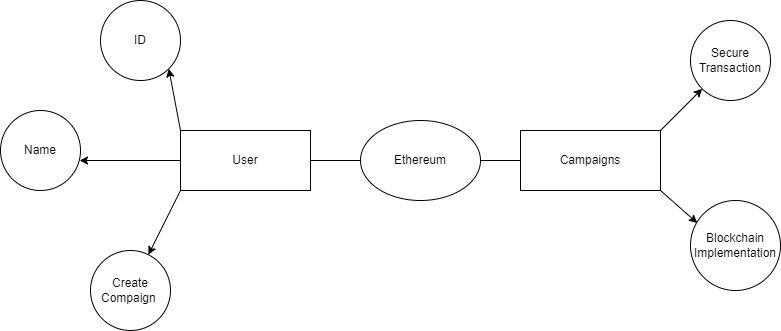 ID
Secure
Transaction
Name
User
Ethereum
Campaigns
Blockchain
Implementation
Create
Compaign